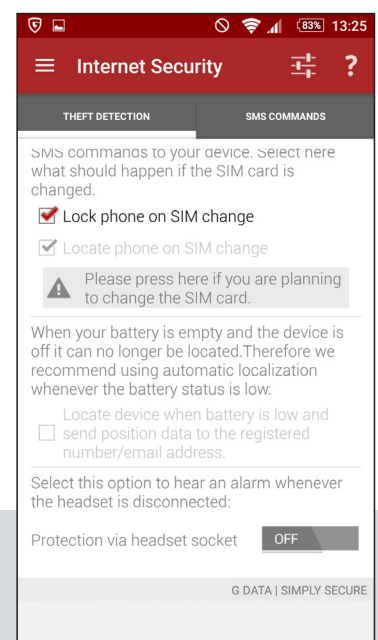 83% 13:25
Internet Security ?
THEFT DETECTION SMS COMMANDS
SMS commands to your device. Select here
what should happen if the SIM card is
changed.
Lock phone on SIM change
Locate phone on SIM change
Please press here if you are planning
to change the SIM card.
When your battery is empty and the device is
off it can no longer be located.Therefore we
recommend using automatic localization
whenever the battery status is low:
Locate device when battery is low and
send position data to the registered
number/email address.
Select this option to hear an alarm whenever
the headset is disconnected:
Protection via headset socket OFF
G DATA | SIMPLY SECURE